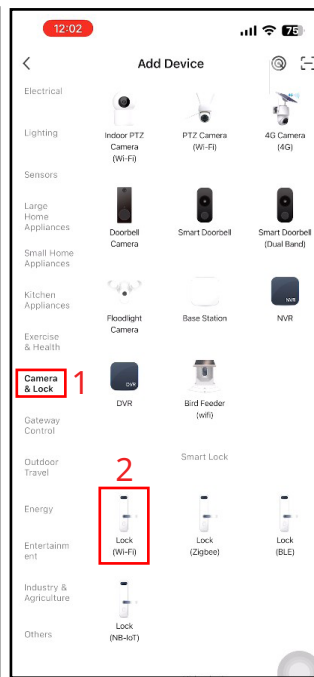 12:02
75
Add Device
Electrical
Lighting
Sensors
Large
Home
Appliances
Small Home
Appliances
Kitchen
Appliances
Exercise
& Health
Camera
& Lock
1
Gateway
Control
Outdoor
Travel
Energy
Entertainm
ent
Industry &
Agriculture
Others
Indoor PTZ
Camera
(Wi-Fi)
PTZ Camera
(Wi-Fi)
4G Camera
(4G)
Doorbell
Camera
Smart Doorbell
Smart Doorbell
(Dual Band)
Floodlight
Camera
Base Station
NVR
NVR
DVR
DVR
Bird Feeder
(wifi)
Smart Lock
2
Lock
(Wi-Fi)
Lock
(Zigbee)
Lock
(BLE)
Lock
(NB-IoT)